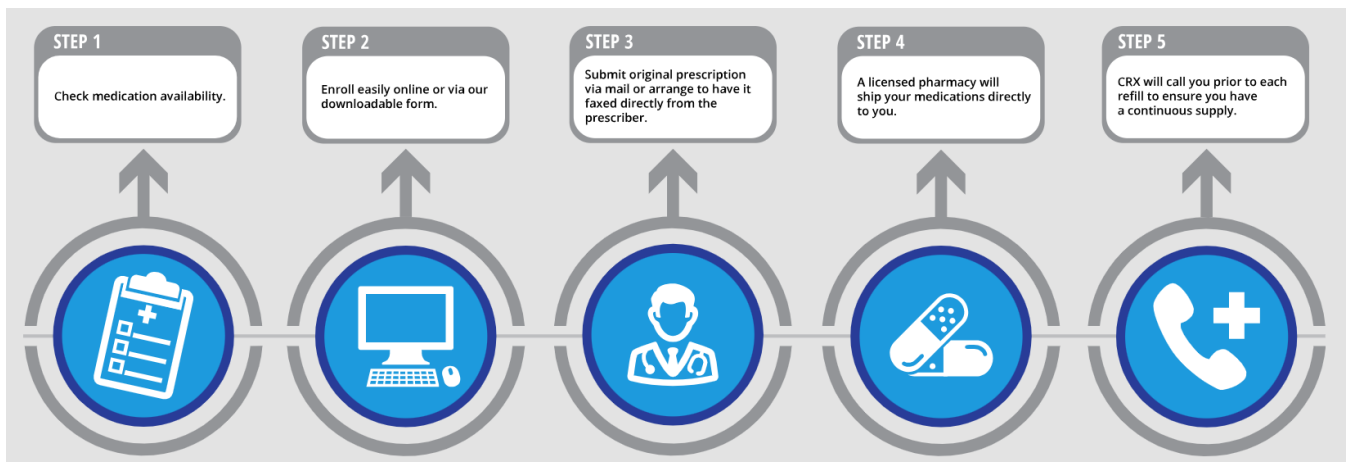 STEP 1
Check medication availability.
STEP 2
Enroll easily online or via our
downloadable form.
STEP 3
Submit original prescription
via mail or arrange to have it
faxed directly from the
prescriber.
STEP 4
A licensed pharmacy will
ship your medications directly
to you.
STEP 5
CRX will call you prior to each
refill to ensure you have
a continuous supply.